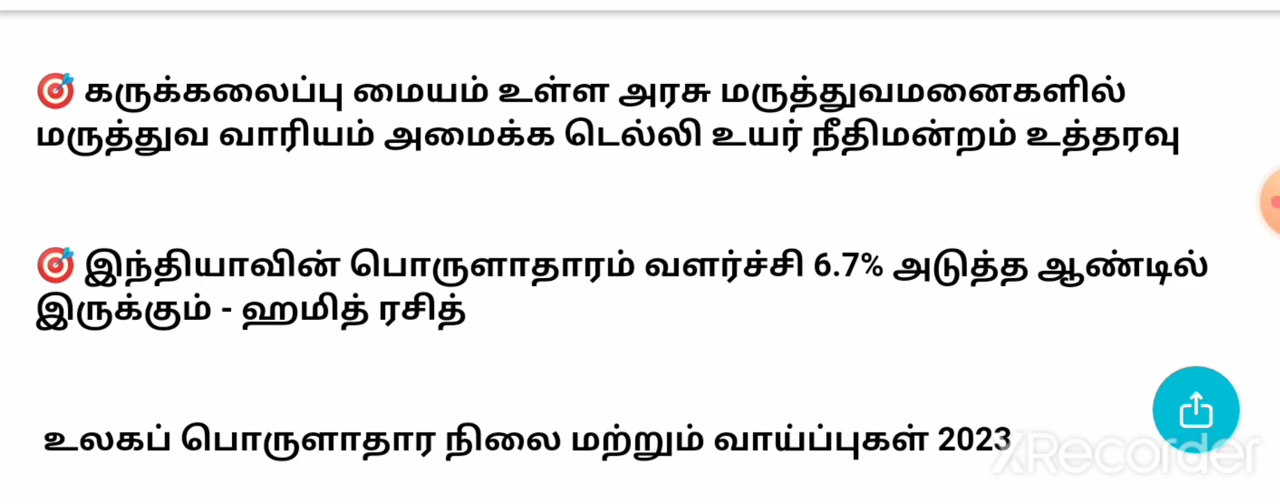 🎯 கருக்கலைப்பு மையம் உள்ள அரசு மருத்துவமனைகளில்
மருத்துவ வாரியம் அமைக்க டெல்லி உயர் நீதிமன்றம் உத்தரவு
🎯 இந்தியாவின் பொருளாதாரம் வளர்ச்சி 6.7% அடுத்த ஆண்டில்
இருக்கும் - ஹமித் ரசித்
உலகப் பொருளாதார நிலை மற்றும் வாய்ப்புகள் 2023
XRecorder